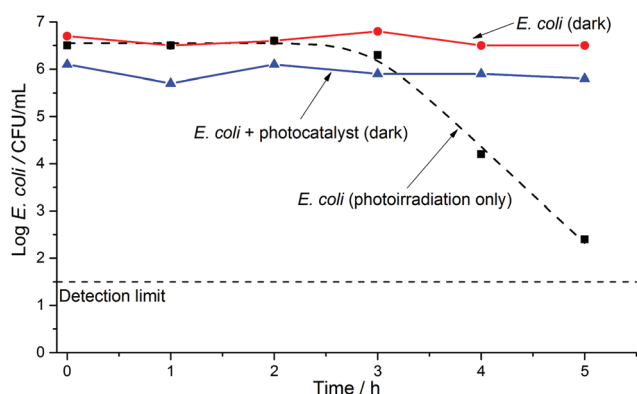 E. coli (dark)
E. coli + photocatalyst (dark)
E. coli (photoirradiation only)
Detection limit
Log E. coli / CFU/mL
7
6
5
4
3
2
1
0
0 1 2 3 4 5
Time / h